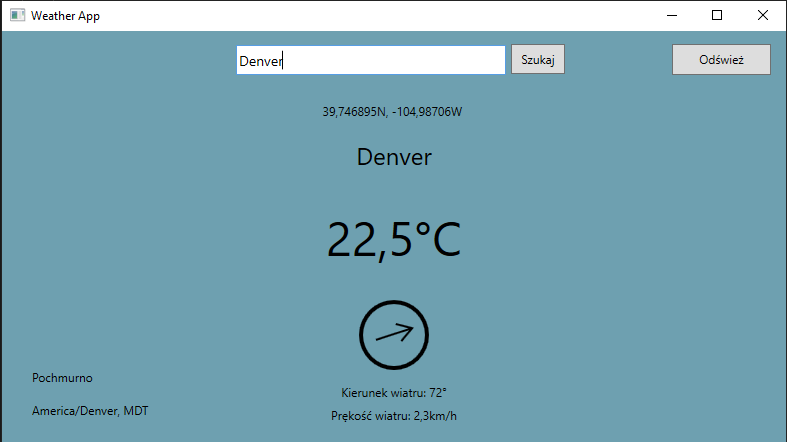 Weather App
Denver
Szukaj
Odśwież
39,746895N, -104,98706W
Denver
22,5°C
Pochmurno
Kierunek wiatru: 72°
America/Denver, MDT
Prękość wiatru: 2,3km/h